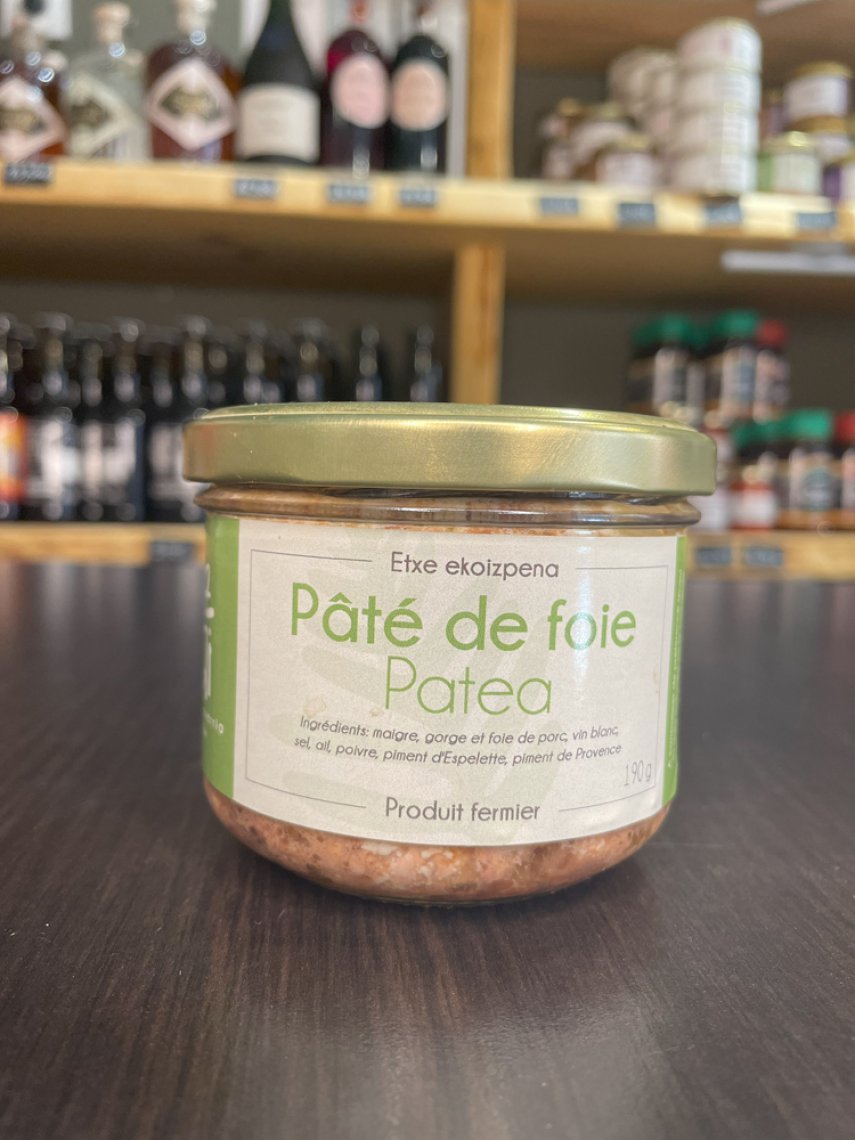 Etxe ekoizpena
Pâté de foie
Patea
Ingrédients: maigre, gorge et foie de porc, vin blanc,
sel, ail, poivre, piment d'Espelette, piment de Provence
190 g
Produit fermier